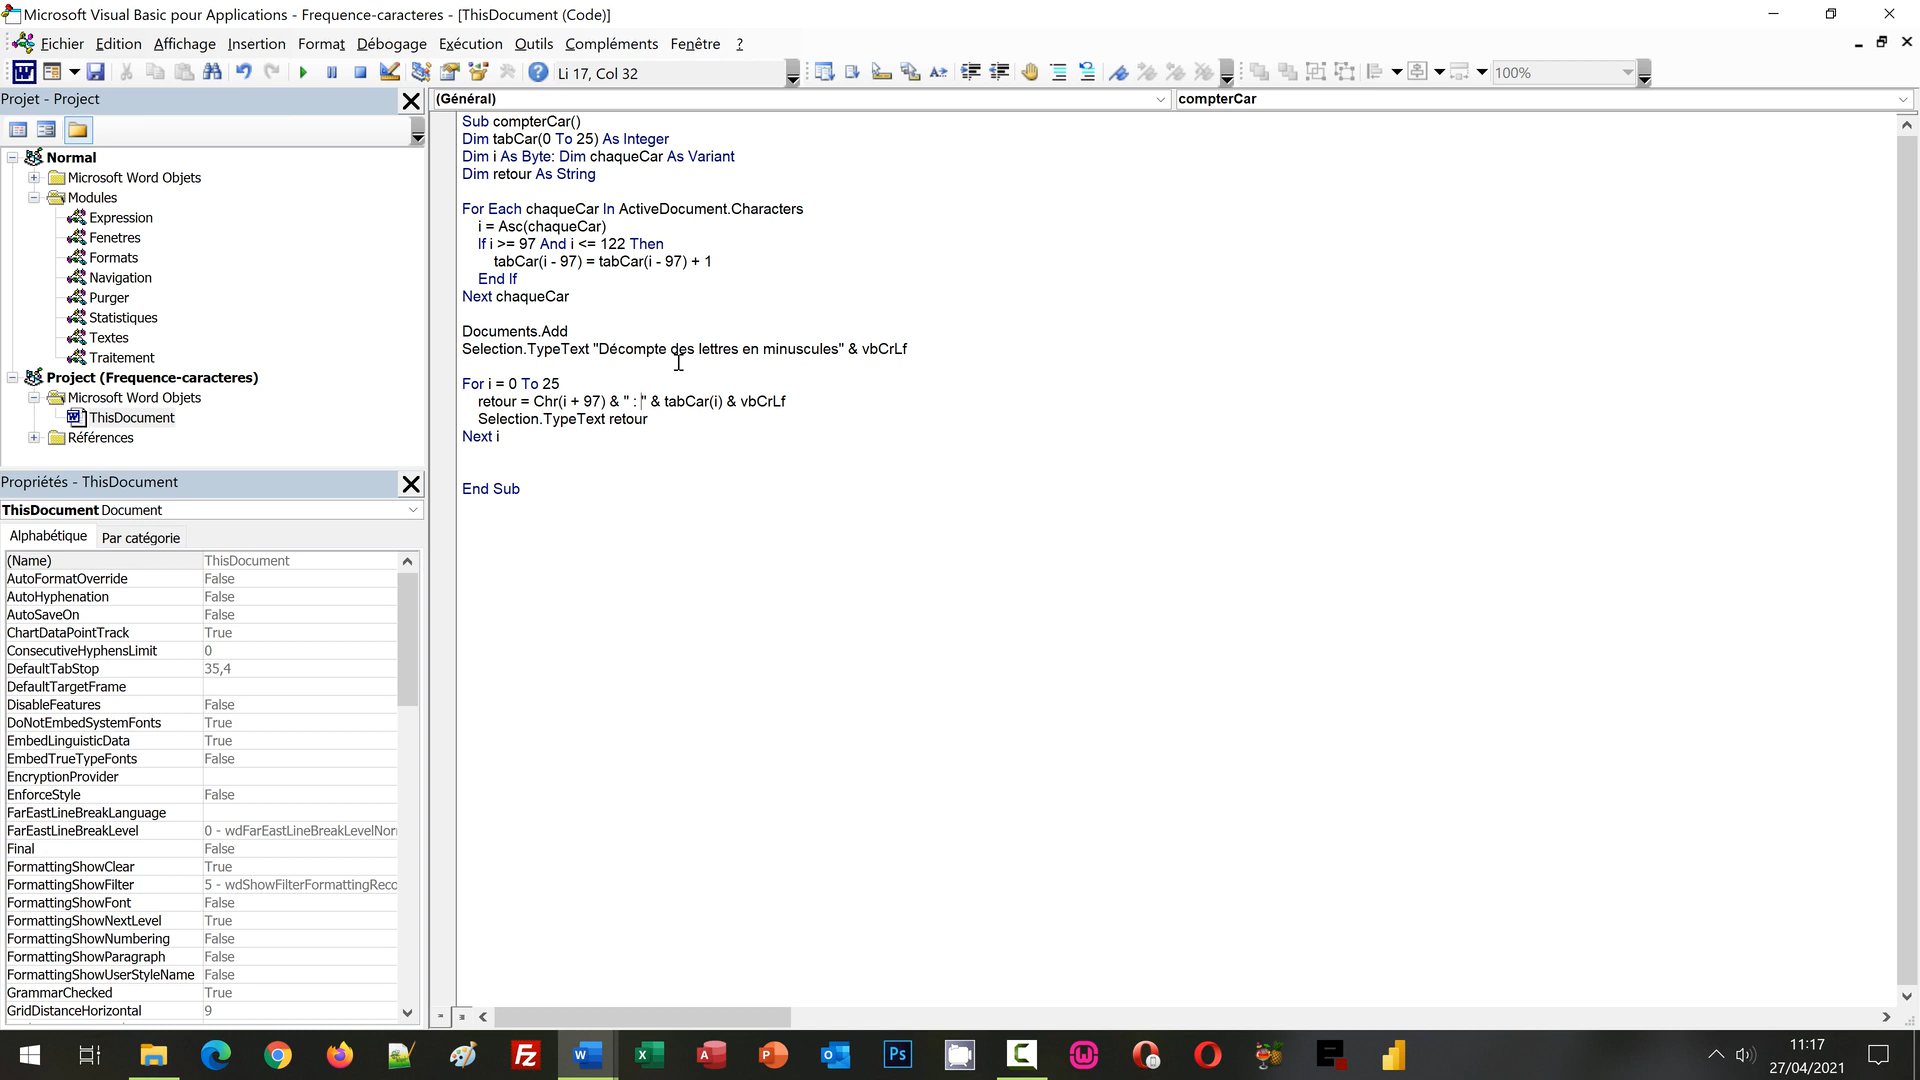 Microsoft Visual Basic pour Applications - Frequence-caracteres - [ThisDocument (Code)]
Fichier Edition Affichage Insertion Format Débogage Exécution Outils Compléments Fenêtre ?
Li 17, Col 32
100%
Projet - Project
(Général)
compterCar
Normal
Microsoft Word Objets
Modules
Expression
Fenetres
Formats
Navigation
Purger
Statistiques
Textes
Traitement
Project (Frequence-caracteres)
Microsoft Word Objets
ThisDocument
Références
Sub compterCar()
Dim tabCar(0 To 25) As Integer
Dim i As Byte: Dim chaqueCar As Variant
Dim retour As String
For Each chaqueCar In ActiveDocument.Characters
i = Asc(chaqueCar)
If i >= 97 And i <= 122 Then
tabCar(i - 97) = tabCar(i - 97) + 1
End If
Next chaqueCar
Documents.Add
Selection.TypeText "Décompte des lettres en minuscules" & vbCrLf
For i = 0 To 25
retour = Chr(i + 97) & " : " & tabCar(i) & vbCrLf
Selection.TypeText retour
Next i
End Sub
Propriétés - ThisDocument
ThisDocument Document
Alphabétique Par catégorie
(Name) ThisDocument
AutoFormatOverride False
AutoHyphenation False
AutoSaveOn False
ChartDataPointTrack True
ConsecutiveHyphensLimit 0
DefaultTabStop 35,4
DefaultTargetFrame
DisableFeatures False
DoNotEmbedSystemFonts True
EmbedLinguisticData True
EmbedTrueTypeFonts False
EncryptionProvider
EnforceStyle False
FarEastLineBreakLanguage
FarEastLineBreakLevel 0 - wdFarEastLineBreakLevelNor
Final False
FormattingShowClear True
FormattingShowFilter 5 - wdShowFilterFormattingReco
FormattingShowFont False
FormattingShowNextLevel True
FormattingShowNumbering False
FormattingShowParagraph False
FormattingShowUserStyleName False
GrammarChecked True
GridDistanceHorizontal 9
11:17
27/04/2021